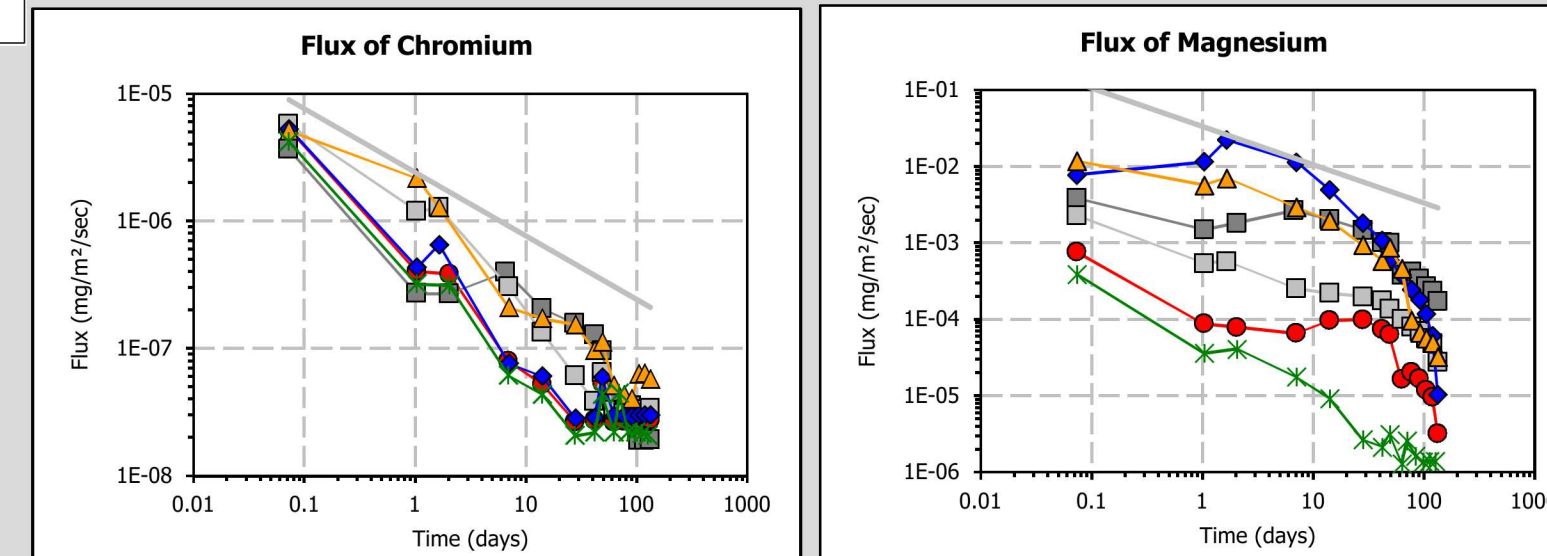 Flux of Chromium
1E-05
1E-06
1E-07
1E-08
0.01 0.1 1 10 100 1000
Flux (mg/m²/sec)
Time (days)
Flux of Magnesium
1E-01
1E-02
1E-03
1E-04
1E-05
1E-06
0.01 0.1 1 10 100 100
Flux (mg/m²/sec)
Time (days)